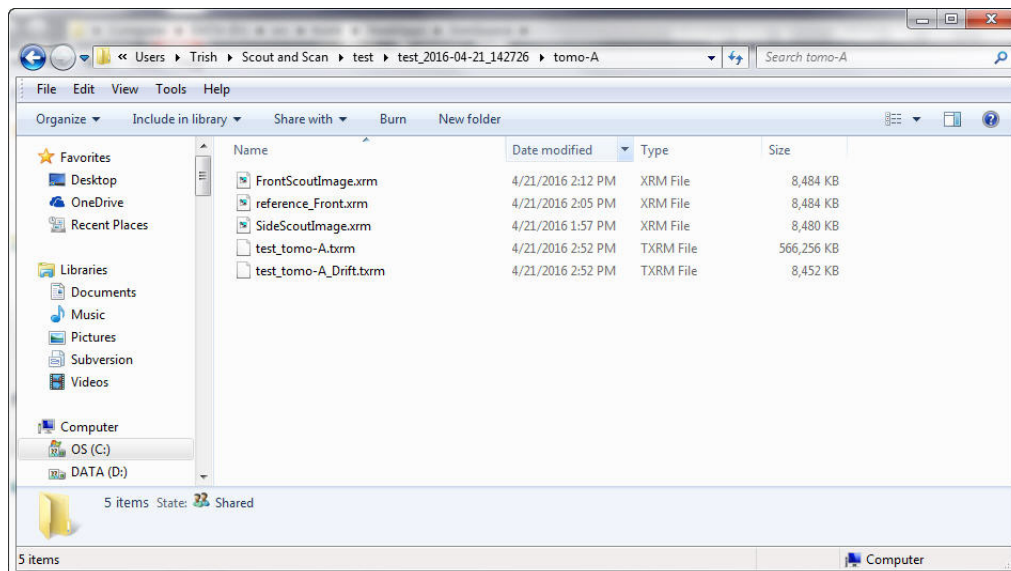 « Users ▸ Trish ▸ Scout and Scan ▸ test ▸ test_2016-04-21_142726 ▸ tomo-A Search tomo-A
File Edit View Tools Help
Organize Include in library Share with Burn New folder
Favorites
Desktop
OneDrive
Recent Places
Libraries
Documents
Music
Pictures
Subversion
Videos
Computer
OS (C:)
DATA (D:)
Name Date modified Type Size
FrontScoutImage.xrm 4/21/2016 2:12 PM XRM File 8,484 KB
reference_Front.xrm 4/21/2016 2:05 PM XRM File 8,484 KB
SideScoutImage.xrm 4/21/2016 1:57 PM XRM File 8,480 KB
test_tomo-A.txrm 4/21/2016 2:52 PM TXRM File 566,256 KB
test_tomo-A_Drift.txrm 4/21/2016 2:52 PM TXRM File 8,452 KB
5 items State: Shared
5 items Computer